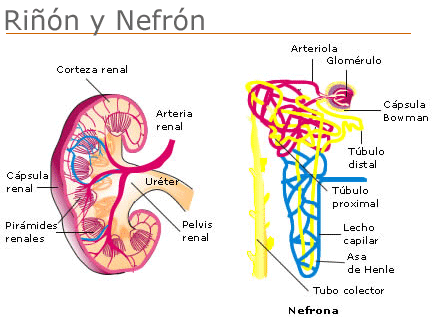 Riñón y Nefrón
Corteza renal
Arteria
renal
Cápsula
renal
Uréter
Pirámides
renales
Pelvis
renal
Arteriola
Glomérulo
Cápsula
Bowman
Túbulo
distal
Túbulo
proximal
Lecho
capilar
Asa
de Henle
Tubo colector
Nefrona